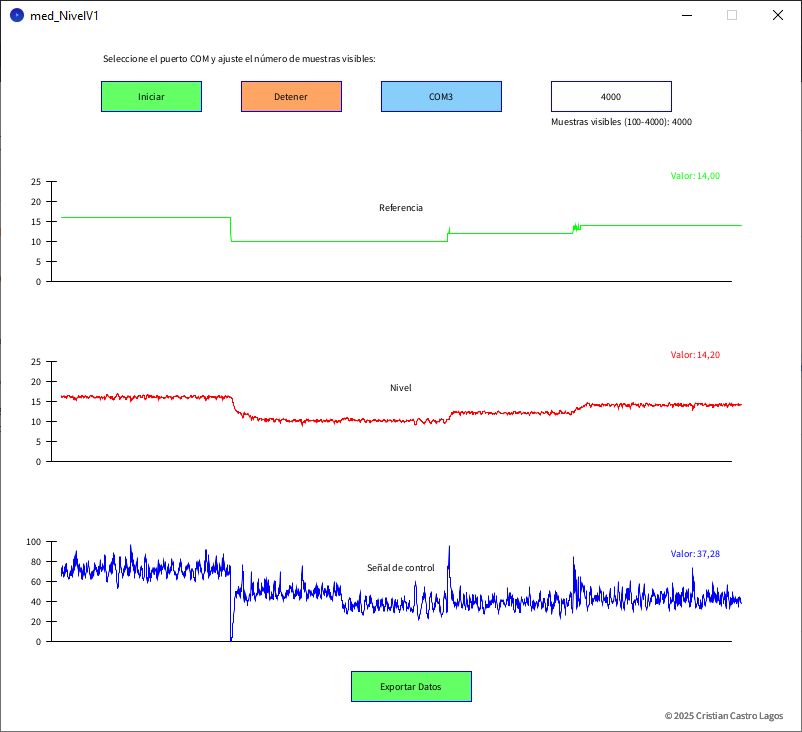 med_NivelV1
Seleccione el puerto COM y ajuste el número de muestras visibles:
Iniciar
Detener
COM3
4000
Muestras visibles (100-4000): 4000
Valor: 14,00
Referencia
25
20
15
10
5
0
Valor: 14,20
Nivel
25
20
15
10
5
0
Valor: 37,28
Señal de control
100
80
60
40
20
0
Exportar Datos
© 2025 Cristian Castro Lagos